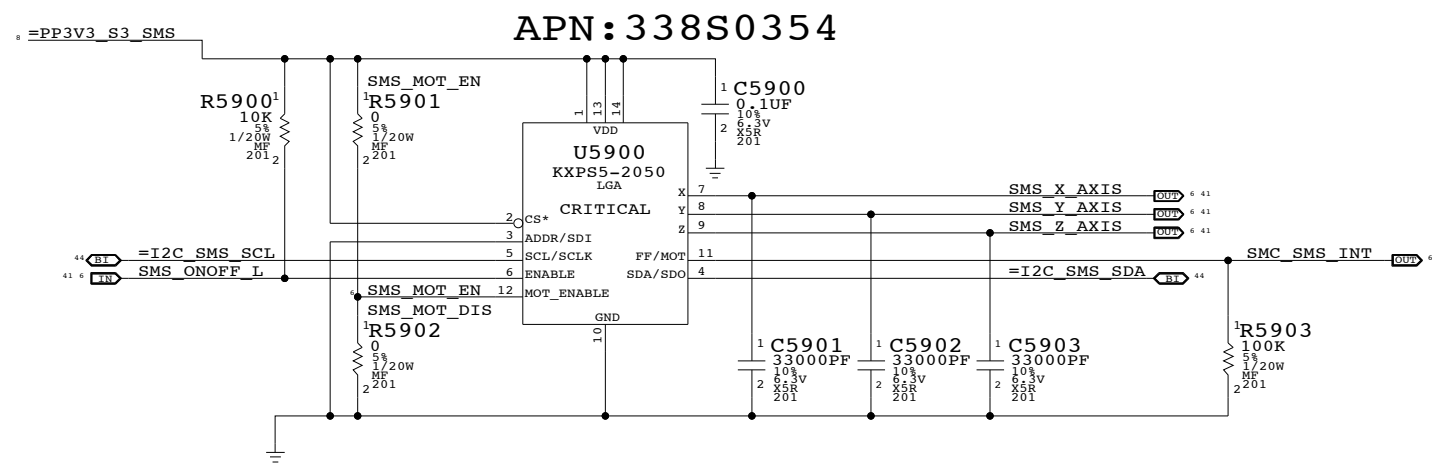 APN:338S0354
8 =PP3V3_S3_SMS
SMS_MOT_EN
R5900 1
10K
5%
1/20W
MF
201 2
1 R5901
0
5%
1/20W
MF
2 201
1 C5900
0.1UF
10%
6.3V
X5R
2 201
1 13 14
VDD
U5900
KXPS5-2050
LGA
CRITICAL
2 CS*
3 ADDR/SDI
5 SCL/SCLK
6 ENABLE
12 MOT_ENABLE
X 7
Y 8
Z 9
FF/MOT 11
SDA/SDO 4
GND
10
SMS_X_AXIS OUT 6 41
SMS_Y_AXIS OUT 6 41
SMS_Z_AXIS OUT 6 41
44 BI =I2C_SMS_SCL
41 6 IN SMS_ONOFF_L
SMC_SMS_INT OUT 6
=I2C_SMS_SDA BI 44
6 SMS_MOT_EN
SMS_MOT_DIS
1 R5902
0
5%
1/20W
MF
2 201
1 C5901
33000PF
10%
6.3V
X5R
2 201
1 C5902
33000PF
10%
6.3V
X5R
2 201
1 C5903
33000PF
10%
6.3V
X5R
2 201
1 R5903
100K
5%
1/20W
MF
2 201